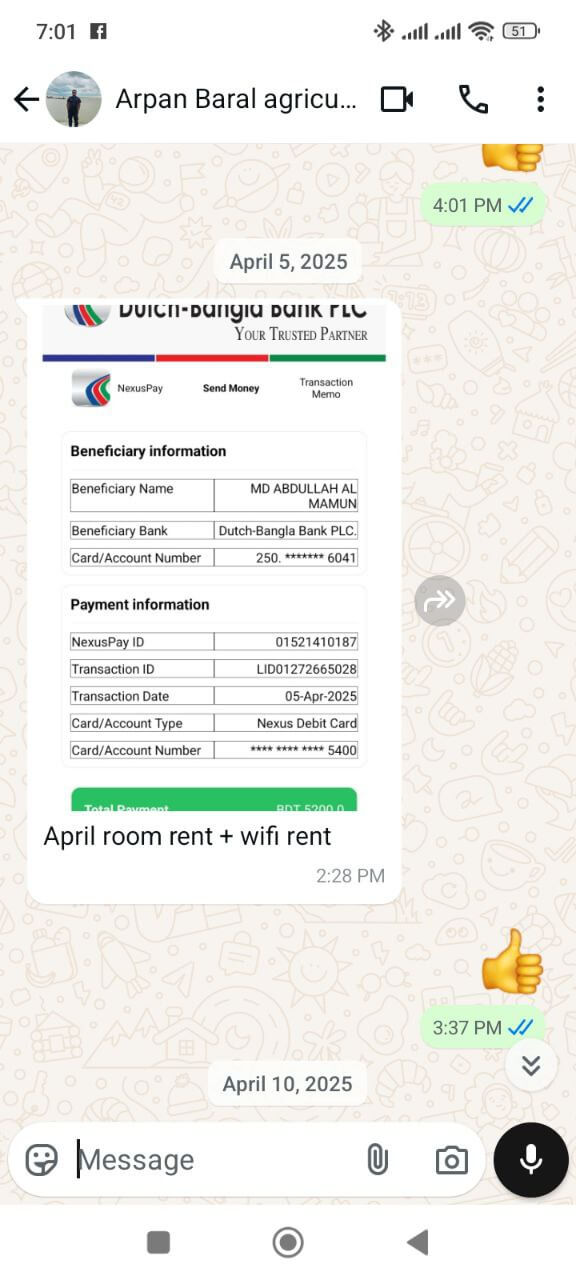 7:01
51
Arpan Baral agricu...
4:01 PM
April 5, 2025
Dutch-Bangla Bank PLC
YOUR TRUSTED PARTNER
NexusPay
Send Money
Transaction
Memo
Beneficiary information
Beneficiary Name MD ABDULLAH AL
MAMUN
Beneficiary Bank Dutch-Bangla Bank PLC.
Card/Account Number 250. ******* 6041
Payment information
NexusPay ID 01521410187
Transaction ID LID01272665028
Transaction Date 05-Apr-2025
Card/Account Type Nexus Debit Card
Card/Account Number **** **** **** 5400
Total Payment BDT 5200.0
April room rent + wifi rent
2:28 PM
3:37 PM
April 10, 2025
Message